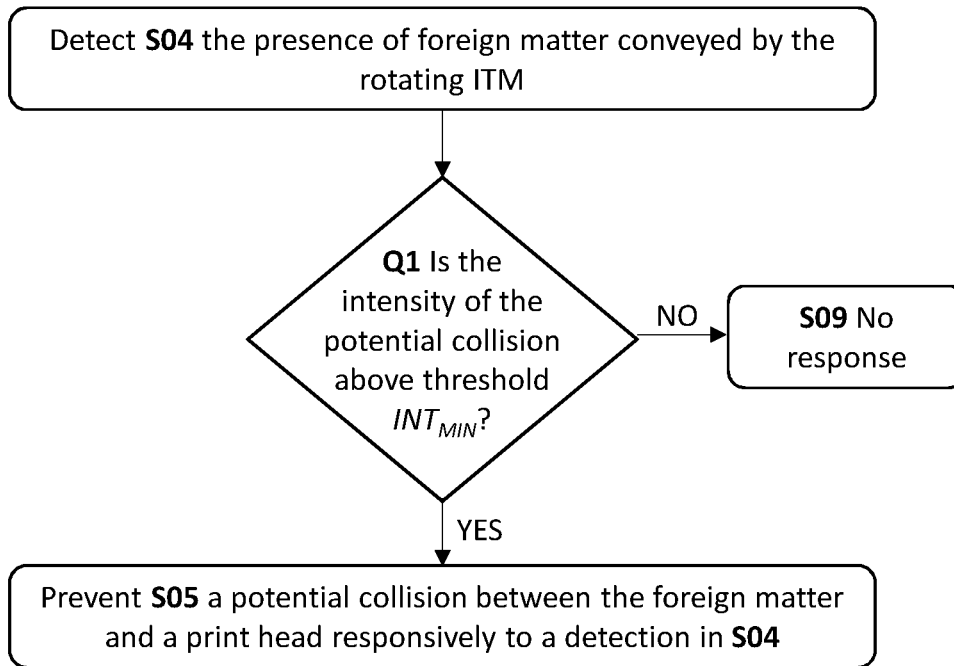 Detect S04 the presence of foreign matter conveyed by the
rotating ITM
Q1 Is the
intensity of the
potential collision
above threshold
INT_MIN?
NO
S09 No
response
YES
Prevent S05 a potential collision between the foreign matter
and a print head responsively to a detection in S04